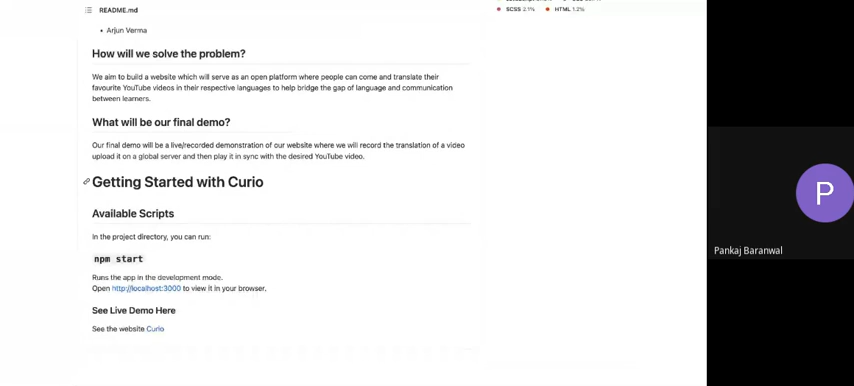 README.md
SCSS 2.1% HTML 1.2%
• Arjun Verma
How will we solve the problem?
We aim to build a website which will serve as an open platform where people can come and translate their
favourite YouTube videos in their respective languages to help bridge the gap of language and communication
between learners.
What will be our final demo?
Our final demo will be a live/recorded demonstration of our website where we will record the translation of a video
upload it on a global server and then play it in sync with the desired YouTube video.
Getting Started with Curio
Available Scripts
In the project directory, you can run:
npm start
Runs the app in the development mode.
Open http://localhost:3000 to view it in your browser.
See Live Demo Here
See the website Curio
P
Pankaj Baranwal